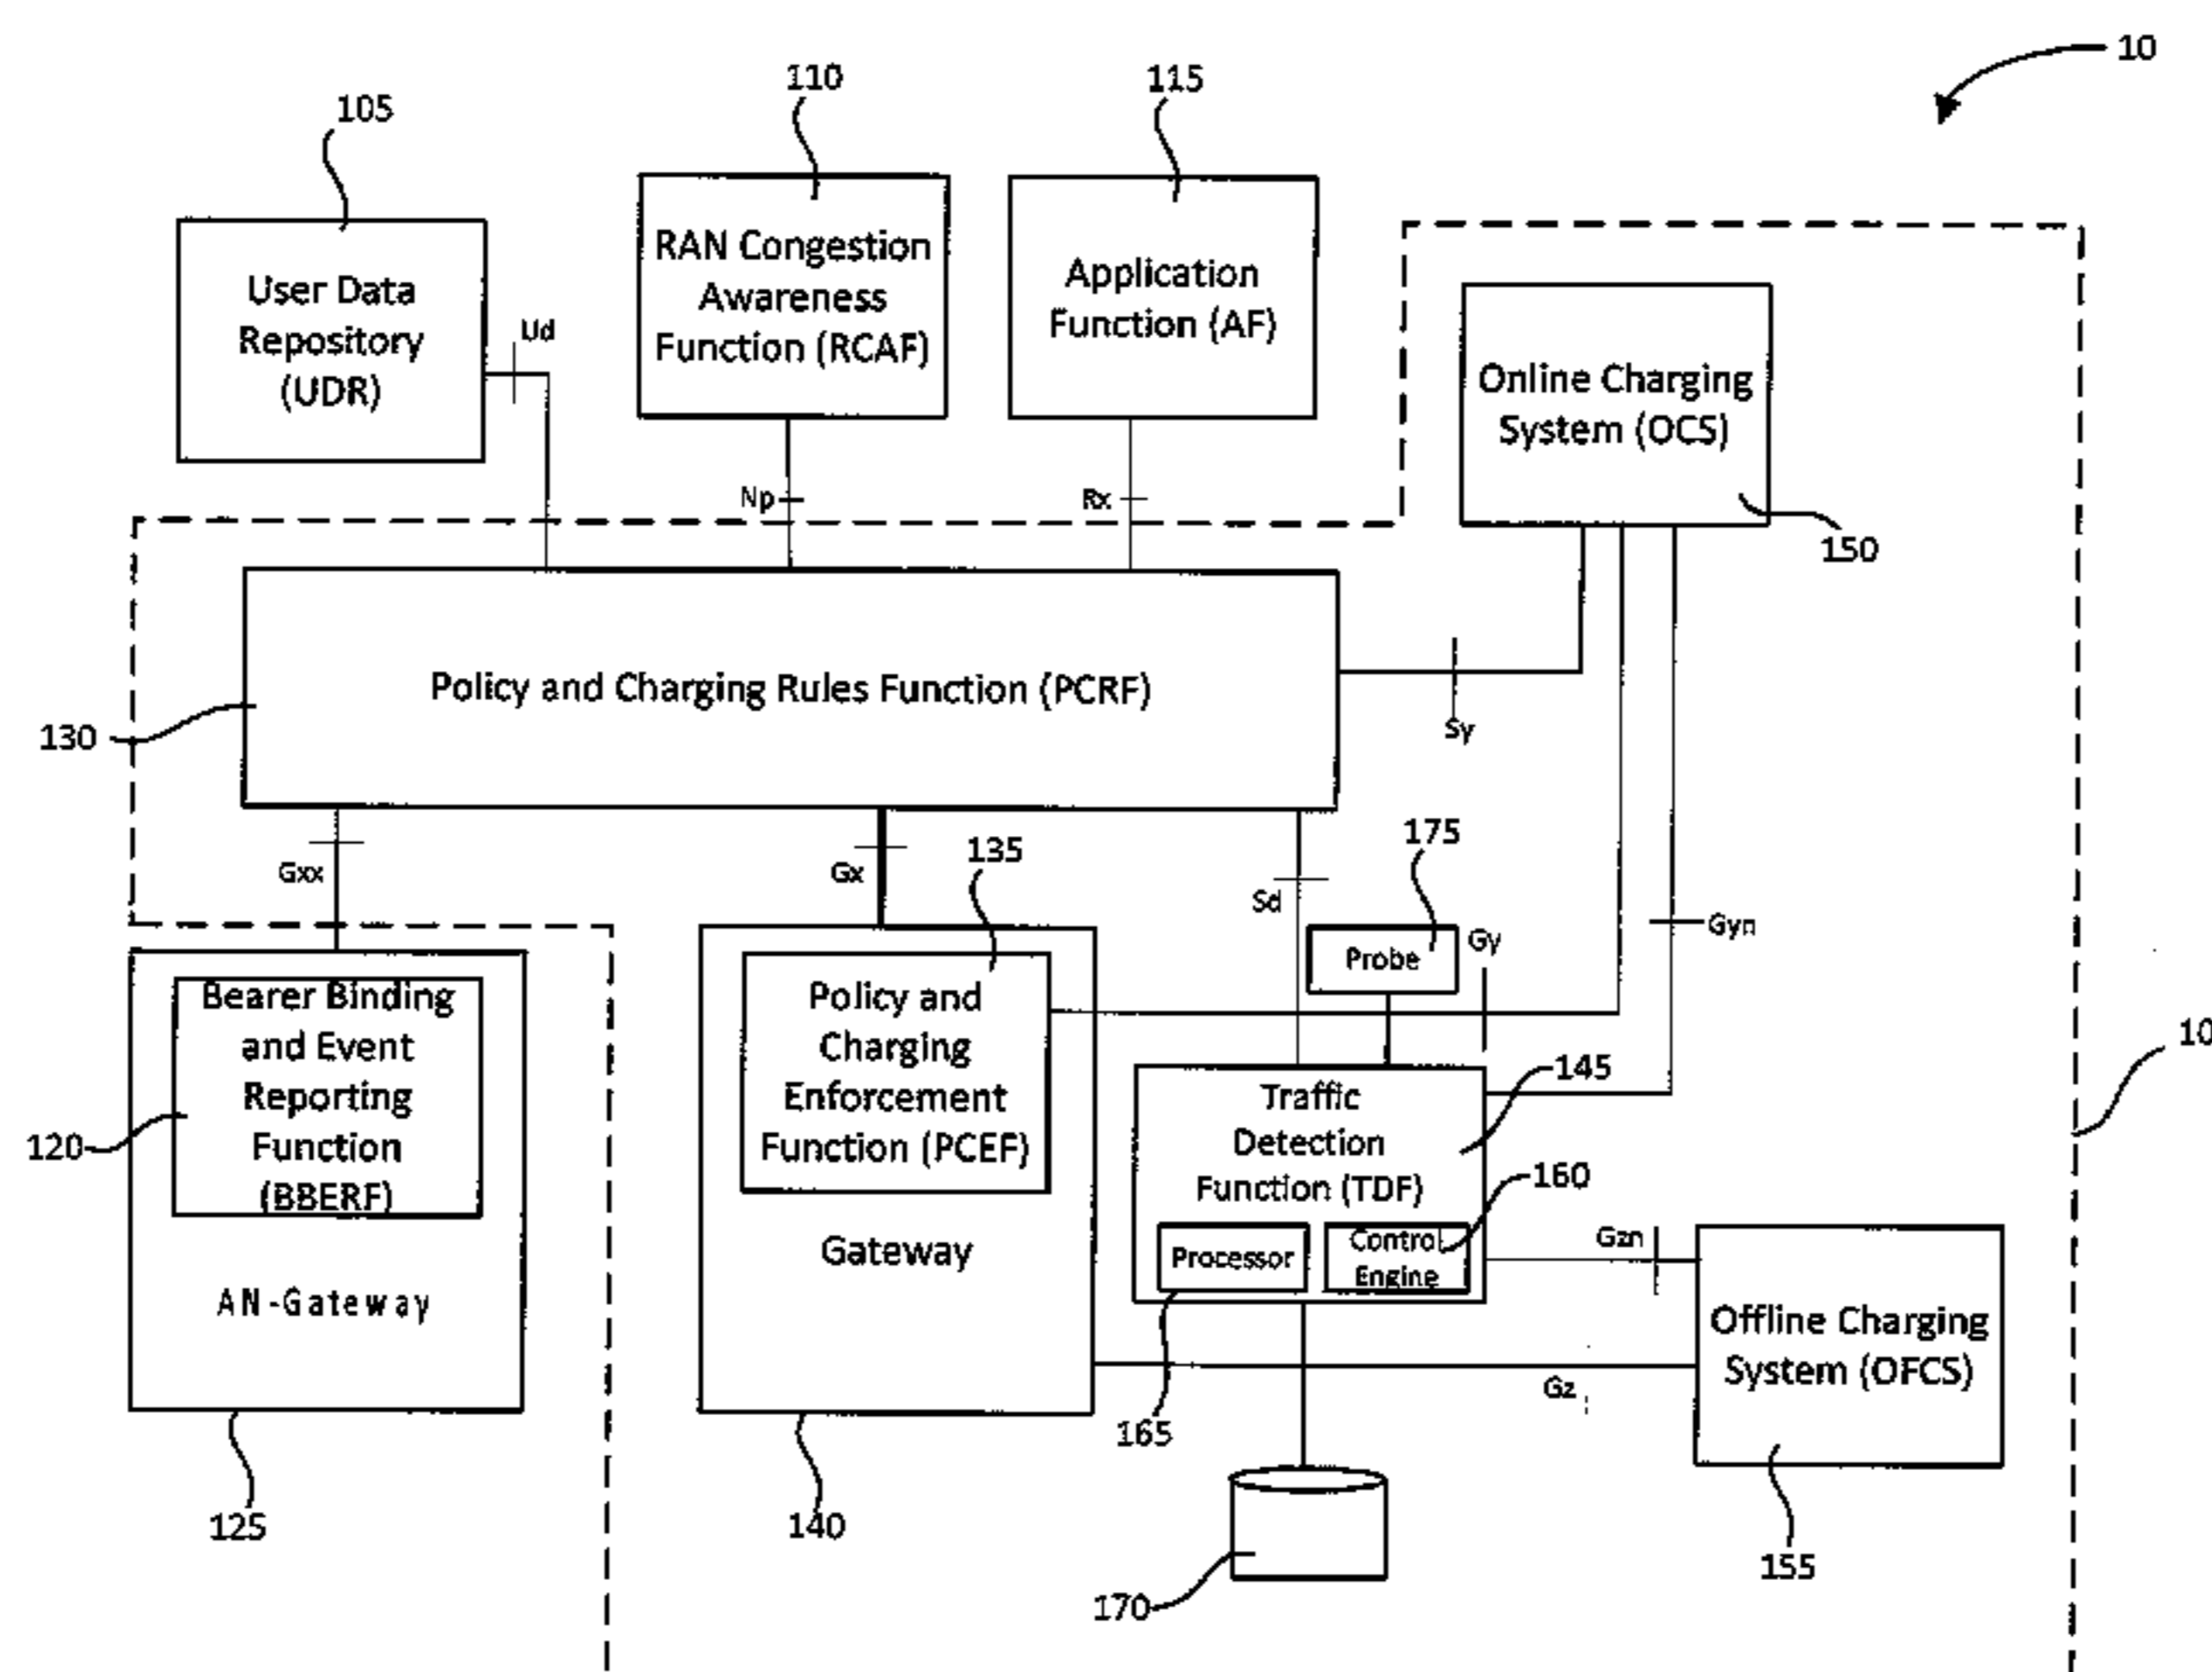 10
110
115
105
RAN Congestion
Awareness
Function (RCAF)
Application
Function (AF)
User Data
Repository
(UDR)
Ud
Online Charging
System (OCS)
Np
Rx
150
Policy and Charging Rules Function (PCRF)
130
Sy
175
135
Gxx
Gx
Sd
Gyn
Probe
Gy
Bearer Binding
and Event
Reporting
Function
(BBERF)
120
AN-Gateway
125
Policy and
Charging
Enforcement
Function (PCEF)
Gateway
140
10
145
Traffic
Detection
Function (TDF)
160
Processor
Control
Engine
165
Gzn
Offline Charging
System (OFCS)
Gz
155
170